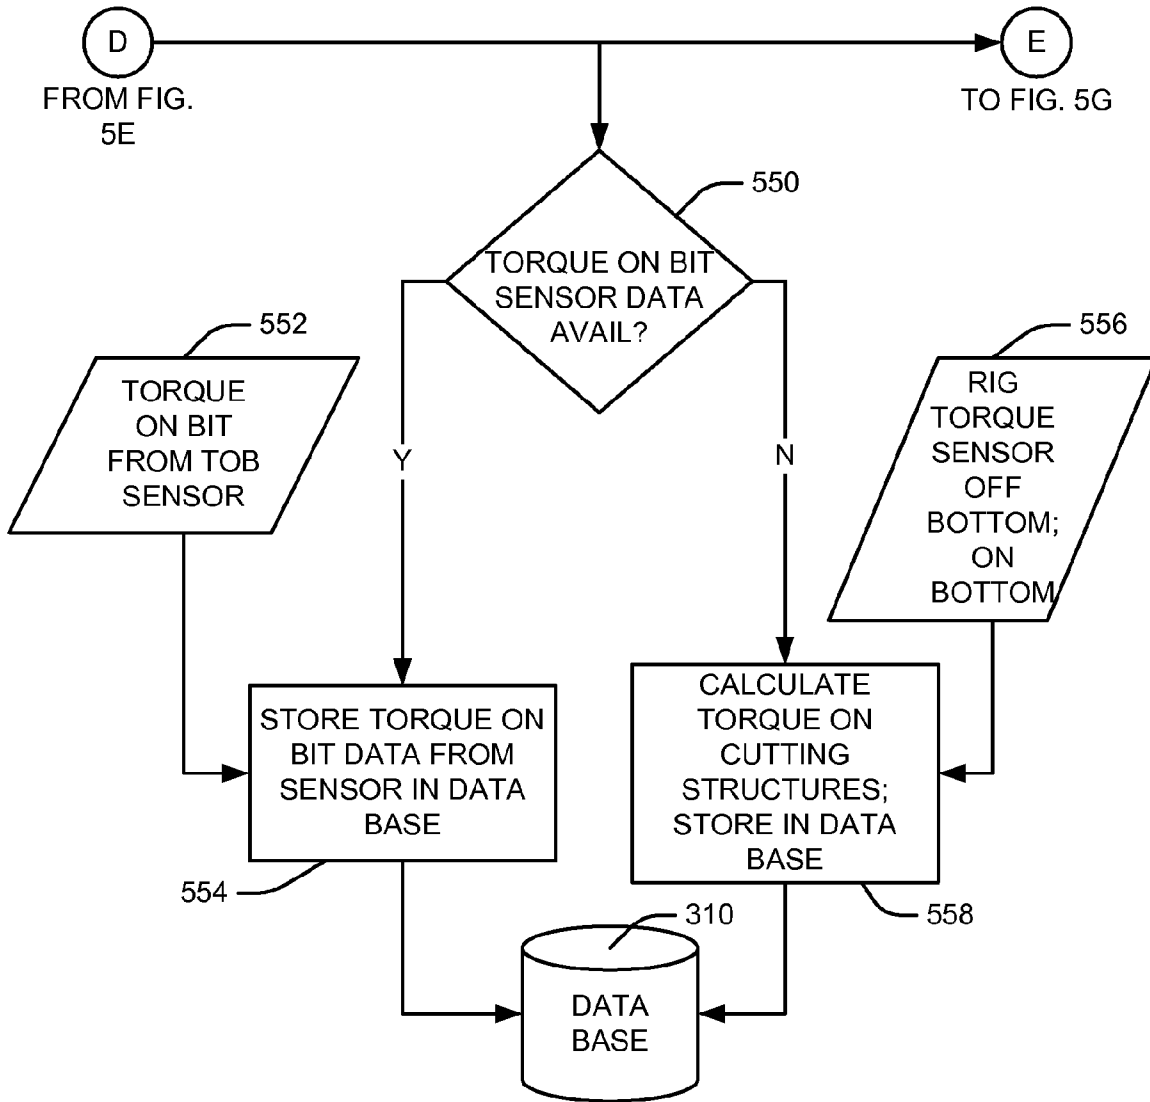 D
E
FROM FIG.
5E
TO FIG. 5G
550
TORQUE ON BIT
SENSOR DATA
AVAIL?
552
TORQUE
ON BIT
FROM TOB
SENSOR
556
RIG
TORQUE
SENSOR
OFF
BOTTOM;
ON
BOTTOM
Y
N
STORE TORQUE ON
BIT DATA FROM
SENSOR IN DATA
BASE
554
CALCULATE
TORQUE ON
CUTTING
STRUCTURES;
STORE IN DATA
BASE
558
310
DATA
BASE